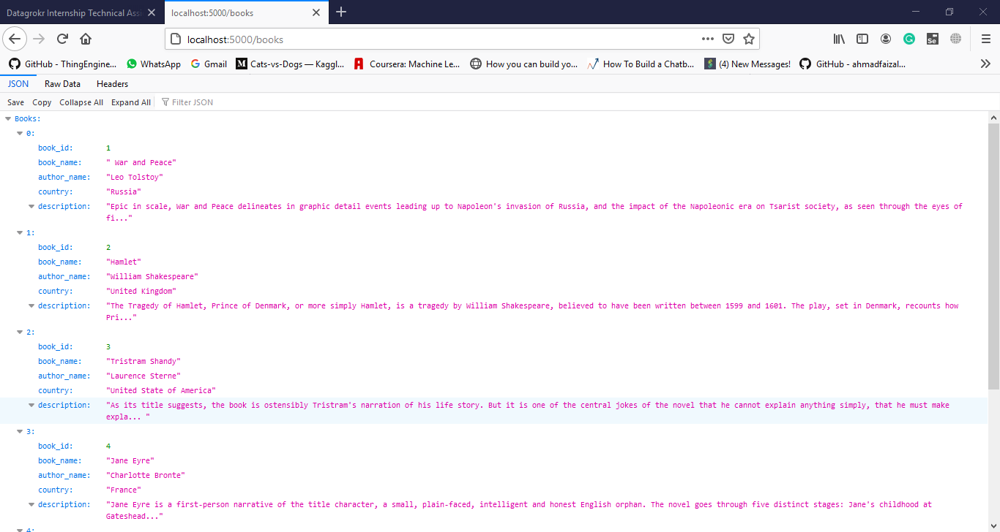 Datagrokr Internship Technical Assi
localhost:5000/books
localhost:5000/books
GitHub - ThingEngine...
WhatsApp
Gmail
Cats-vs-Dogs — Kaggl...
Coursera: Machine Le...
How you can build yo...
How To Build a Chatb...
(4) New Messages!
GitHub - ahmadfaizal...
JSON
Raw Data
Headers
Save
Copy
Collapse All
Expand All
Filter JSON
Books:
0:
book_id: 1
book_name: " War and Peace"
author_name: "Leo Tolstoy"
country: "Russia"
description: "Epic in scale, War and Peace delineates in graphic detail events leading up to Napoleon's invasion of Russia, and the impact of the Napoleonic era on Tsarist society, as seen through the eyes of
fi..."
1:
book_id: 2
book_name: "Hamlet"
author_name: "William Shakespeare"
country: "United Kingdom"
description: "The Tragedy of Hamlet, Prince of Denmark, or more simply Hamlet, is a tragedy by William Shakespeare, believed to have been written between 1599 and 1601. The play, set in Denmark, recounts how
Pri..."
2:
book_id: 3
book_name: "Tristram Shandy"
author_name: "Laurence Sterne"
country: "United State of America"
description: "As its title suggests, the book is ostensibly Tristram's narration of his life story. But it is one of the central jokes of the novel that he cannot explain anything simply, that he must make
expla... "
3:
book_id: 4
book_name: "Jane Eyre"
author_name: "Charlotte Bronte"
country: "France"
description: "Jane Eyre is a first-person narrative of the title character, a small, plain-faced, intelligent and honest English orphan. The novel goes through five distinct stages: Jane's childhood at
Gateshead..."
4: